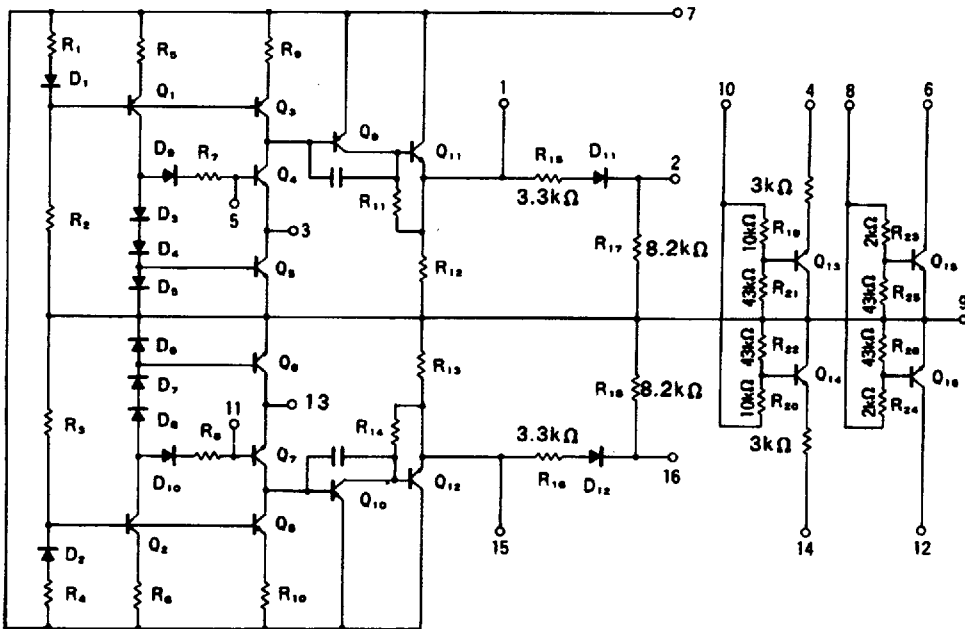 7
R1
R5
R9
D1
Q1
Q3
1
10
4
8
6
Q9
Q11
D9
R7
Q4
R15
D11
2
3.3kΩ
3kΩ
5
R11
R2
D3
3
R17
8.2kΩ
10kΩ
R19
2kΩ
R23
D4
Q5
R12
Q13
Q15
D5
43kΩ
R21
43kΩ
R25
9
D6
Q6
R13
43kΩ
R22
43kΩ
R26
D7
R18
8.2kΩ
Q14
Q16
R3
11
13
10kΩ
R20
2kΩ
R24
D8
R8
R14
3.3kΩ
3kΩ
Q7
D10
R16
D12
16
Q10
Q12
Q8
D2
Q2
15
14
12
R4
R6
R10